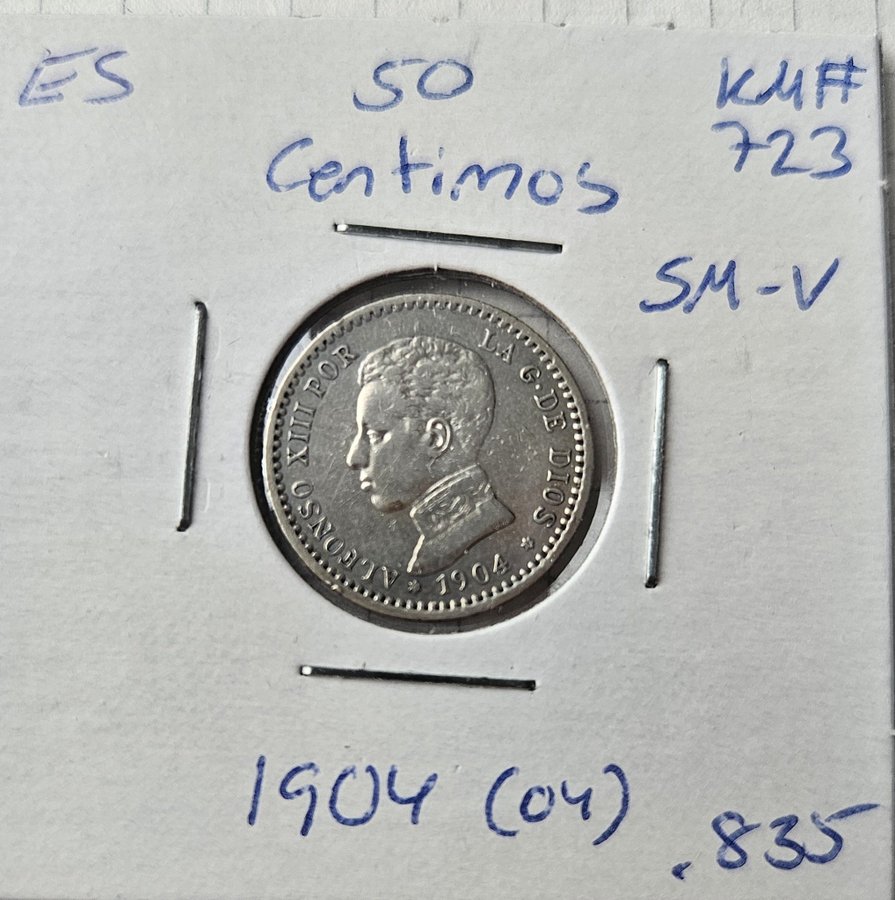 ES
50
Centimos
KM#
723
SM-V
ALFONSO XIII POR LA G. DE DIOS
* 1904 *
1904 (04)
.835